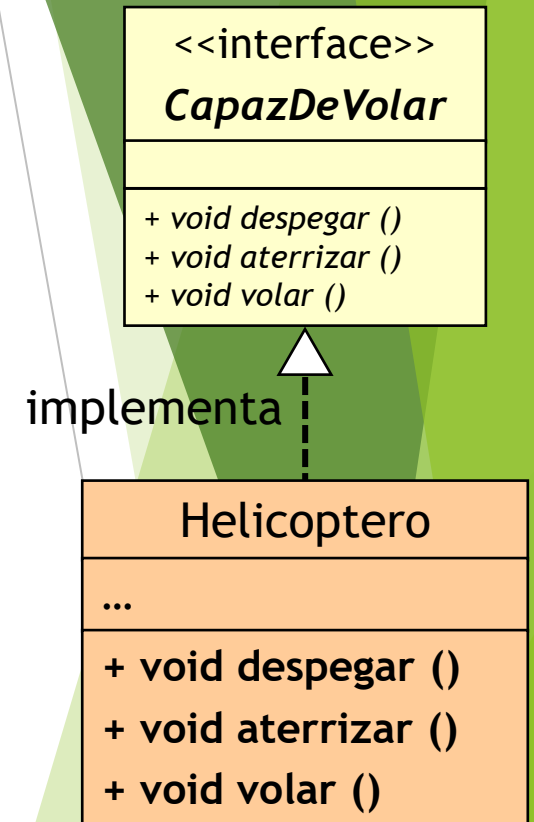 <<interface>>
CapazDeVolar
+ void despegar ()
+ void aterrizar ()
+ void volar ()
implementa
Helicoptero
...
+ void despegar ()
+ void aterrizar ()
+ void volar ()